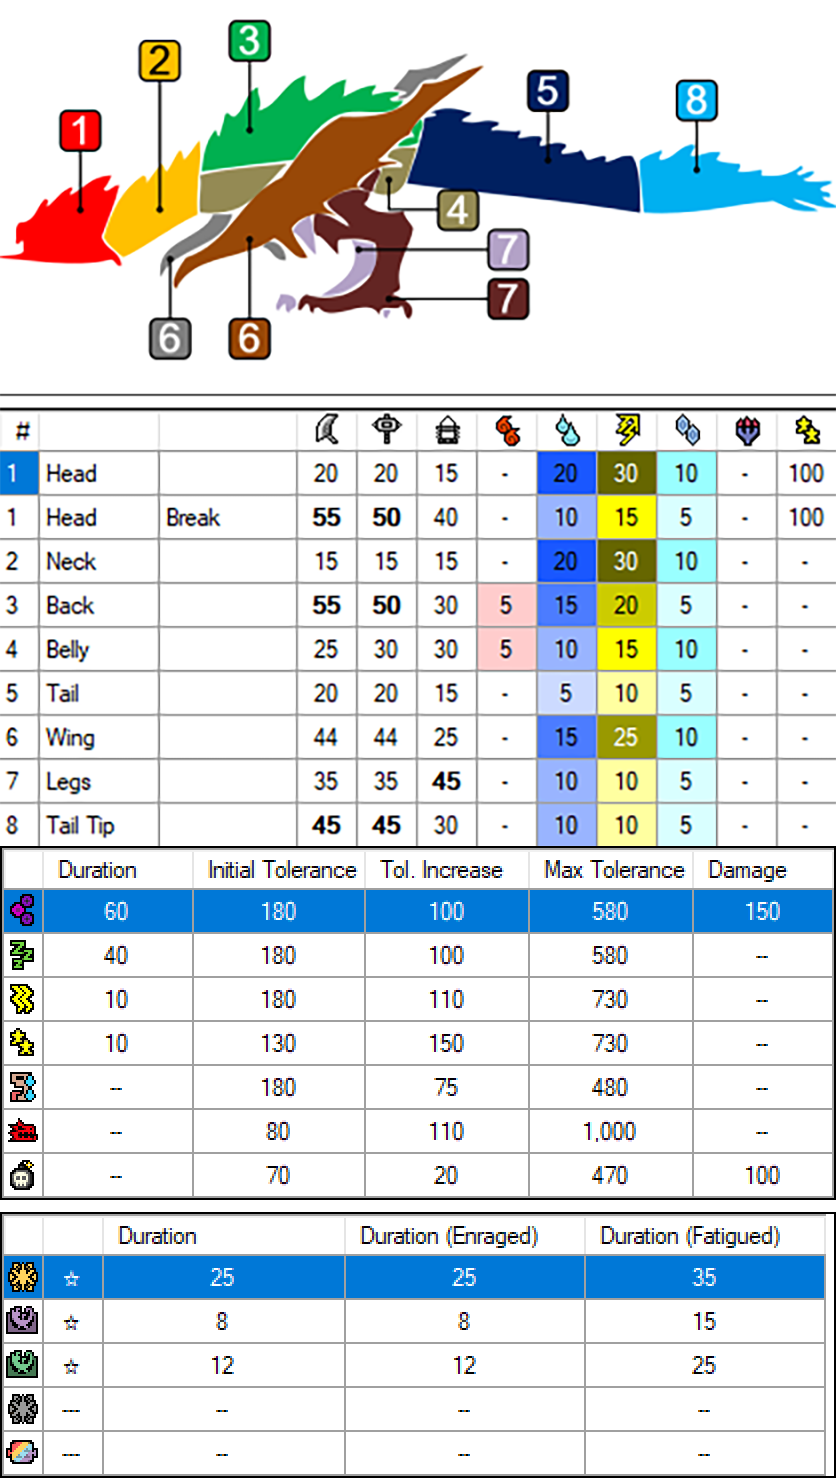 3
2
5
8
1
4
7
7
6
6
#
1 Head 20 20 15 - 20 30 10 - 100
1 Head Break 55 50 40 - 10 15 5 - 100
2 Neck 15 15 15 - 20 30 10 - -
3 Back 55 50 30 5 15 20 5 - -
4 Belly 25 30 30 5 10 15 10 - -
5 Tail 20 20 15 - 5 10 5 - -
6 Wing 44 44 25 - 15 25 10 - -
7 Legs 35 35 45 - 10 10 5 - -
8 Tail Tip 45 45 30 - 10 10 5 - -
Duration Initial Tolerance Tol. Increase Max Tolerance Damage
60 180 100 580 150
40 180 100 580 --
10 180 110 730 --
10 130 150 730 --
-- 180 75 480 --
-- 80 110 1,000 --
-- 70 20 470 100
Duration Duration (Enraged) Duration (Fatigued)
☆ 25 25 35
☆ 8 8 15
☆ 12 12 25
--- -- -- --
--- -- -- --